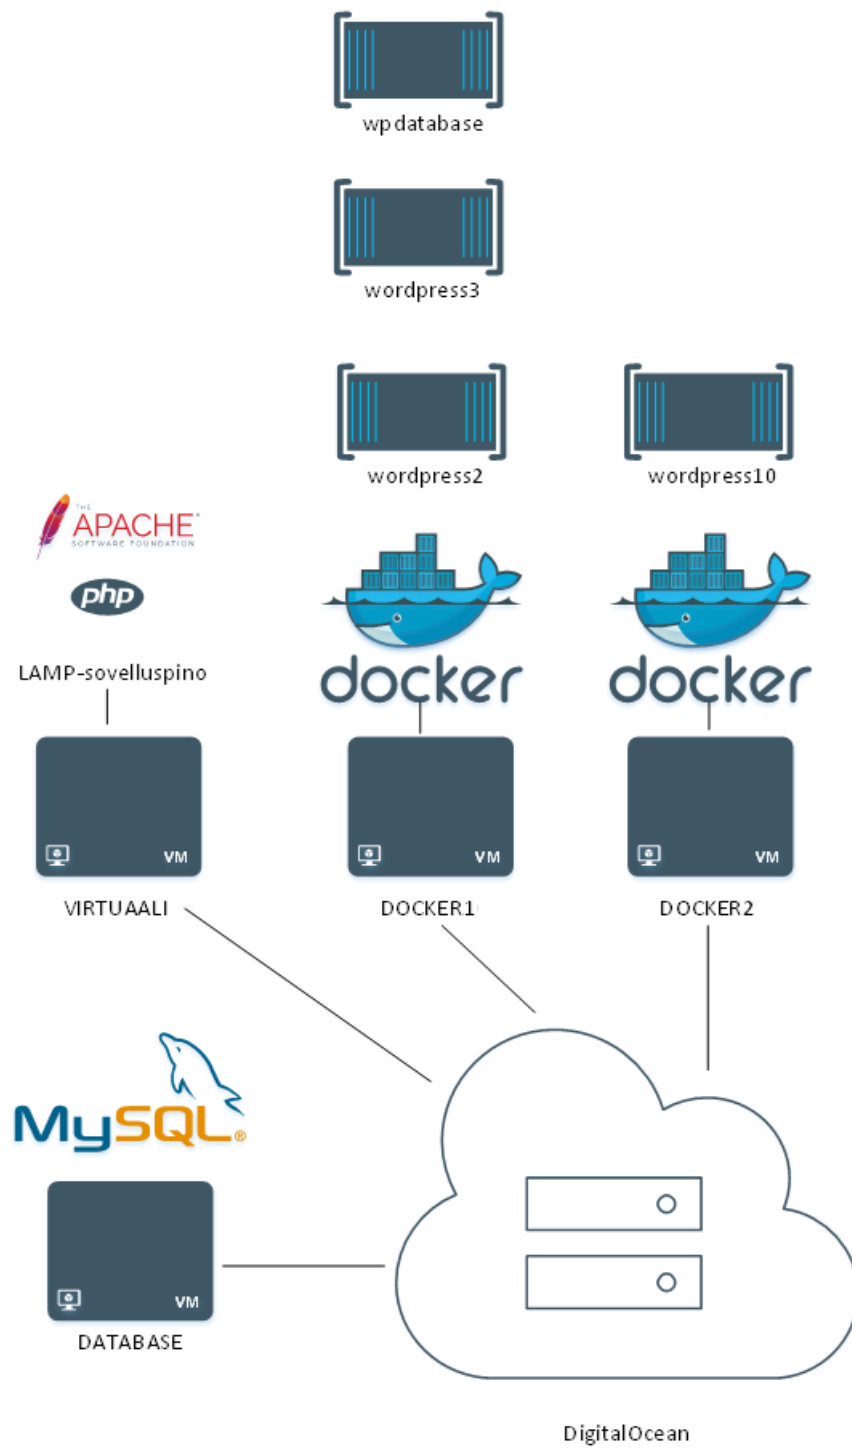 wpdatabase
wordpress3
wordpress2
wordpress10
THE
APACHE®
SOFTWARE FOUNDATION
php
LAMP-sovelluspino
docker
docker
VM
VM
VM
VIRTUAALI
DOCKER1
DOCKER2
MySQL®
VM
DATABASE
DigitalOcean